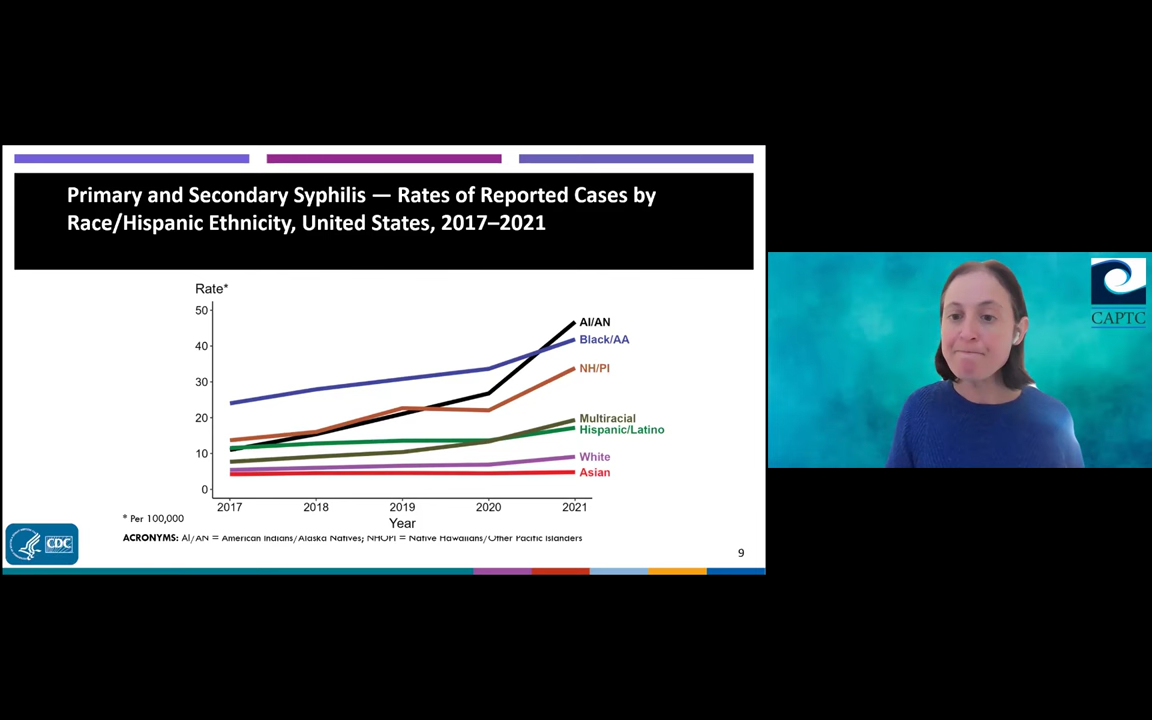 Primary and Secondary Syphilis — Rates of Reported Cases by
Race/Hispanic Ethnicity, United States, 2017–2021
Rate*
50
40
30
20
10
0
AI/AN
Black/AA
NH/PI
Multiracial
Hispanic/Latino
White
Asian
2017 2018 2019 2020 2021
Year
* Per 100,000
ACRONYMS: AI/AN = American Indians/Alaska Natives; NHOPI = Native Hawaiians/Other Pacific Islanders
CDC
9
CAPTC